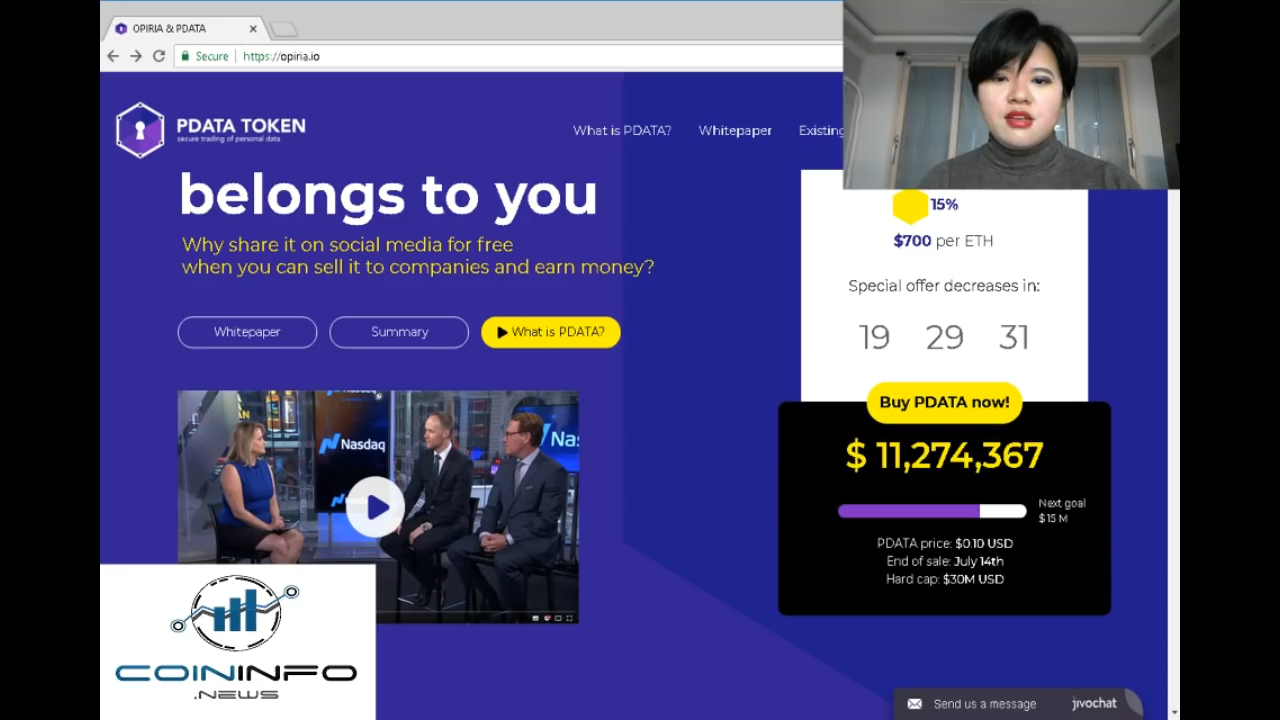 OPIRIA & PDATA
Secure
https://opiria.io
PDATA TOKEN
secure trading of personal data
What is PDATA?
Whitepaper
Existing
belongs to you
Why share it on social media for free
when you can sell it to companies and earn money?
Whitepaper
Summary
What is PDATA?
15%
$700 per ETH
Special offer decreases in:
19 29 31
Buy PDATA now!
$ 11,274,367
Next goal
$15 M
PDATA price: $0.10 USD
End of sale: July 14th
Hard cap: $30M USD
Nasdaq
Nas
COININFO
.NEWS
Send us a message
jivochat